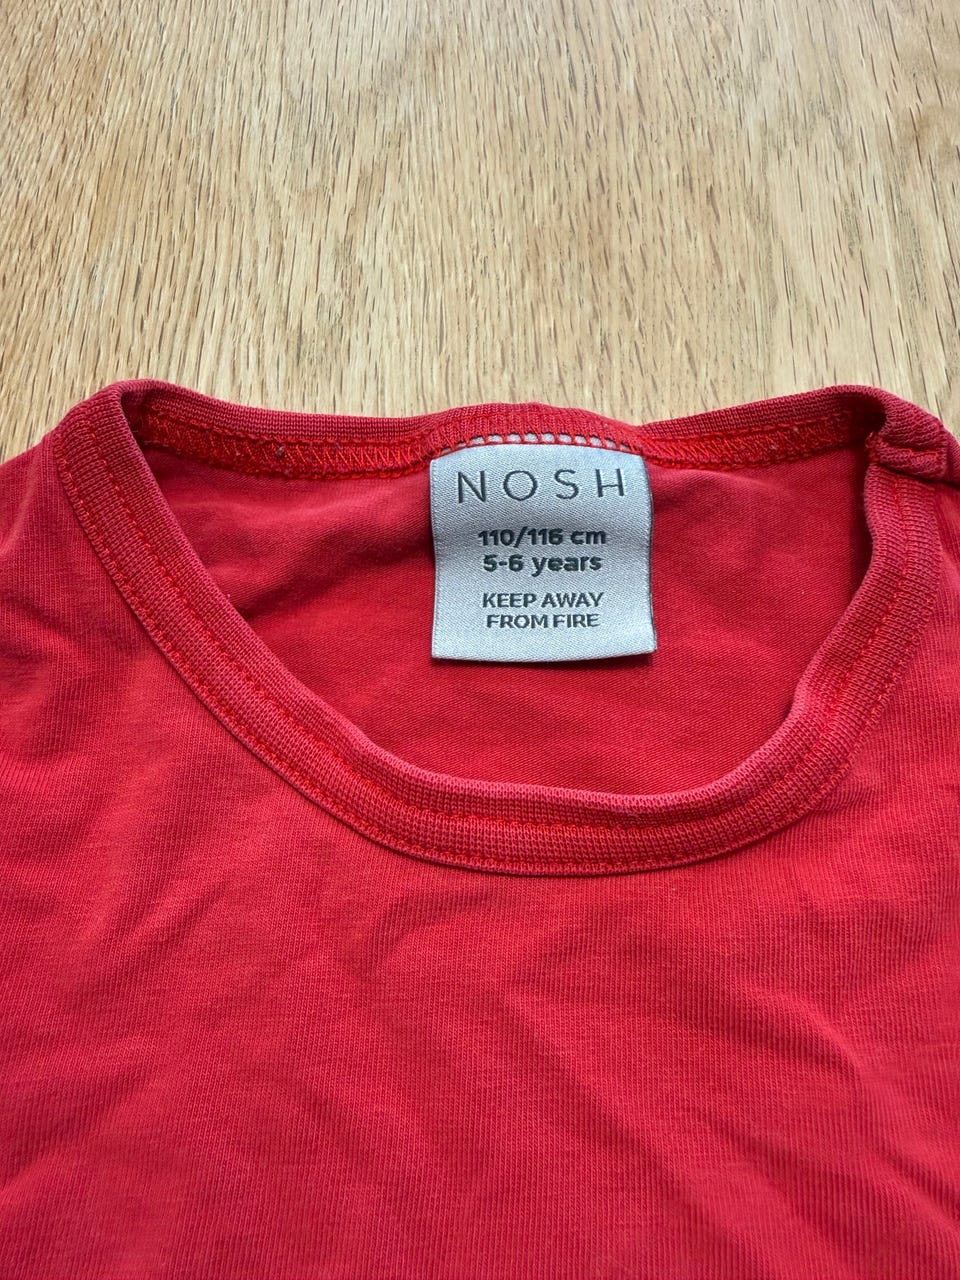 NOSH
110/116 cm
5-6 years
KEEP AWAY
FROM FIRE